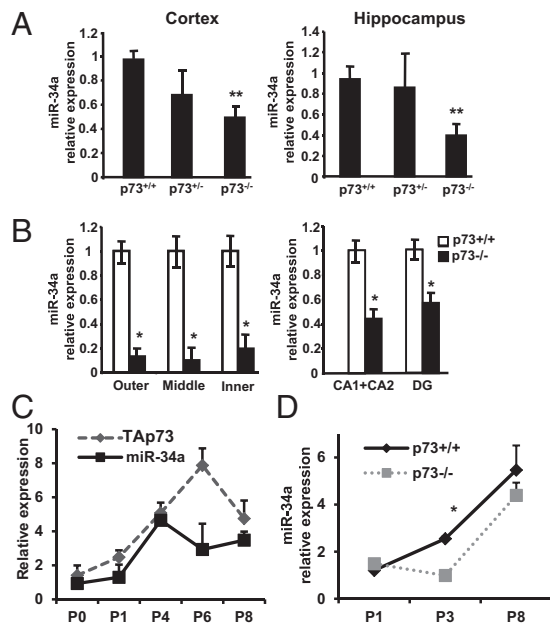 A
Cortex
Hippocampus
miR-34a
relative expression
1.2
1
0.8
0.6
0.4
0.2
0
**
p73+/+
p73+/-
p73-/-
miR-34a
relative expression
1.4
1.2
1
0.8
0.6
0.4
0.2
0
**
p73+/+
p73+/-
p73-/-
B
miR-34a
relative expression
1.2
1
0.8
0.6
0.4
0.2
0
*
*
*
Outer
Middle
Inner
miR-34a
relative expression
1.2
1
0.8
0.6
0.4
0.2
0
*
*
CA1+CA2
DG
p73+/+
p73-/-
C
TAp73
miR-34a
Relative expression
10
8
6
4
2
0
P0
P1
P4
P6
P8
D
p73+/+
p73-/-
miR-34a
relative expression
6
4
2
0
*
P1
P3
P8